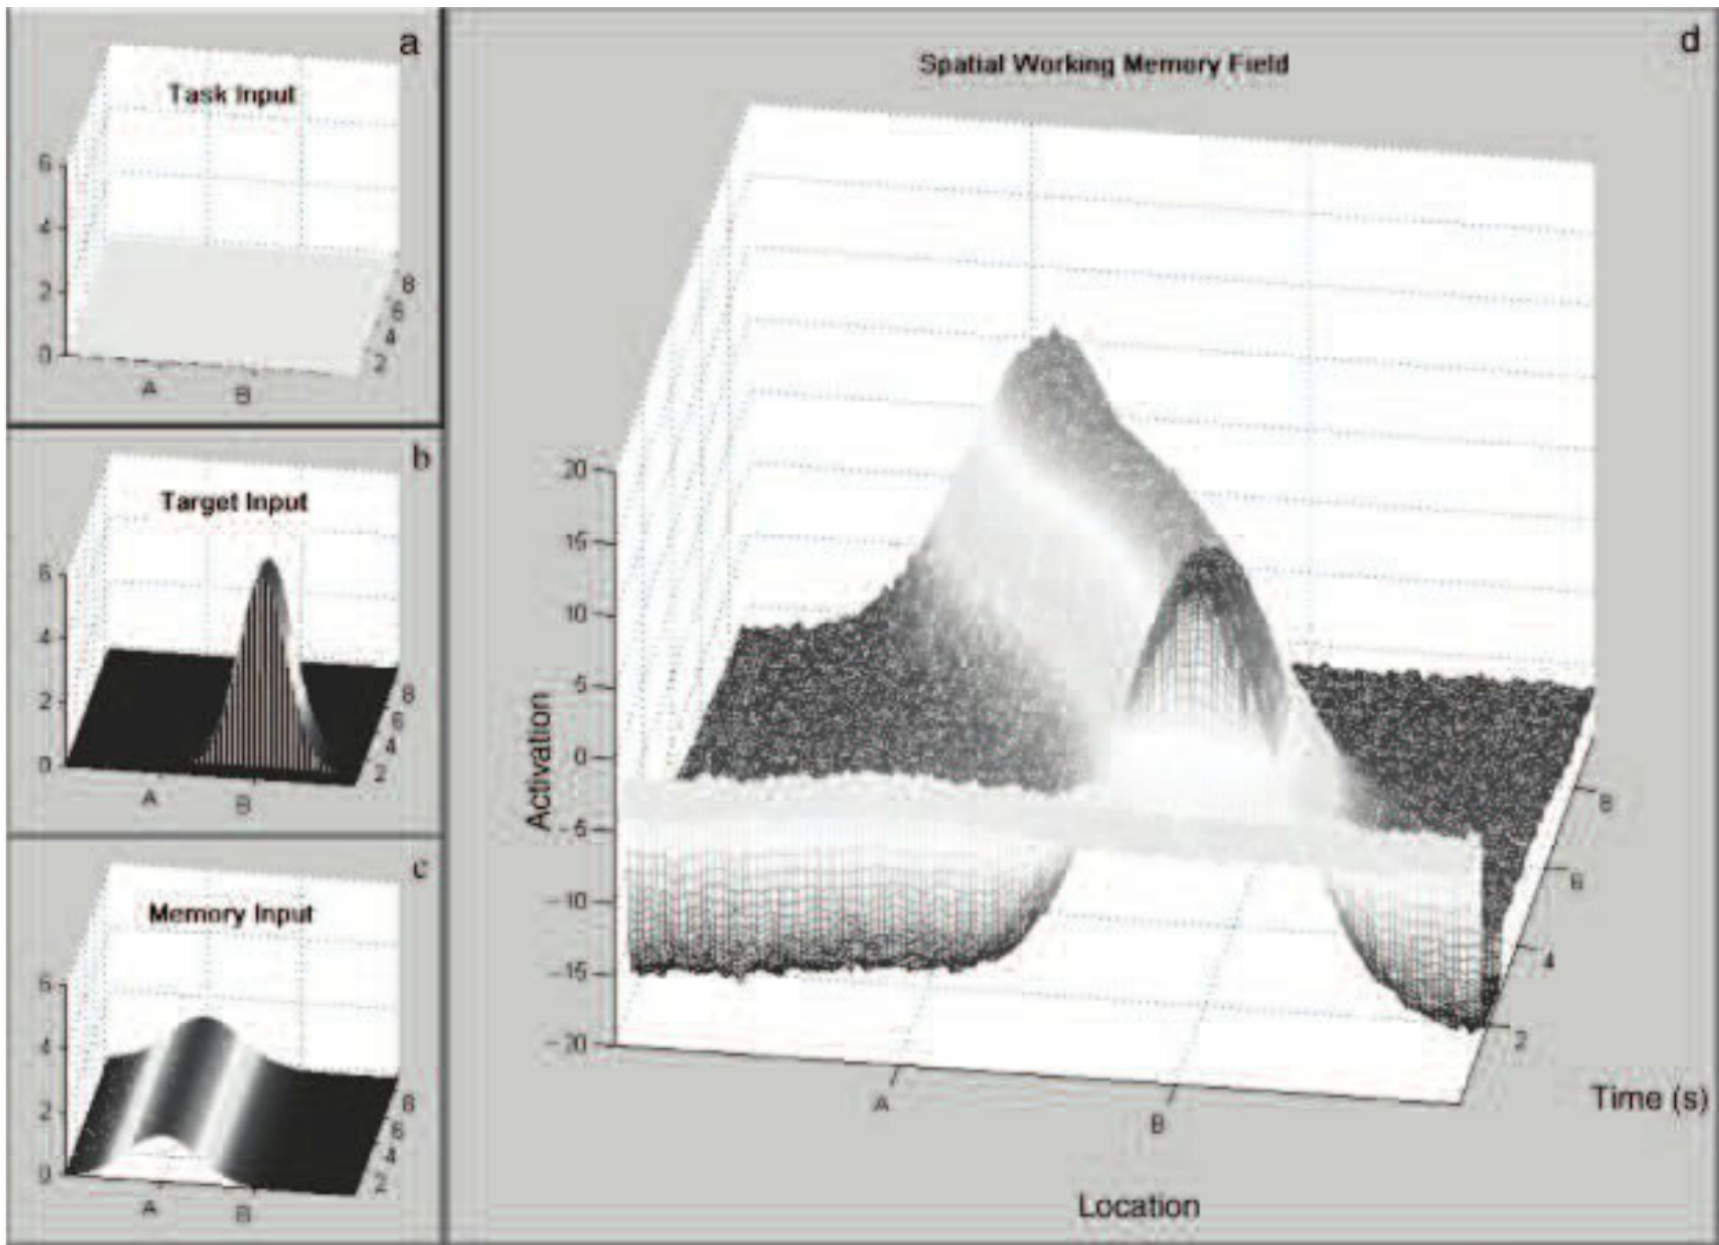 a
Task Input
6
4
2
0
A
B
2
4
6
8
b
Target Input
6
4
2
0
A
B
2
4
6
8
c
Memory Input
6
4
2
0
A
B
2
4
6
8
d
Spatial Working Memory Field
20
15
10
5
0
-5
-10
-15
-20
Activation
A
B
Location
2
4
6
8
Time (s)